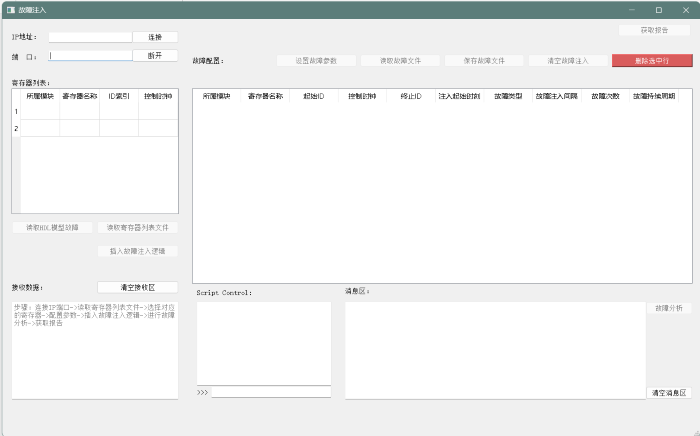 故障注入
获取报告
IP地址： 连接
端 口： 断开
故障配置： 设置故障参数 读取故障文件 保存故障文件 清空故障注入 删除选中行
寄存器列表：
所属模块 寄存器名称 ID索引 控制时钟
1
2
所属模块 寄存器名称 起始ID 控制时钟 终止ID 注入起始时刻 故障类型 故障注入间隔 故障次数 故障持续周期
读取HDL模型故障 读取寄存器列表文件
插入故障注入逻辑
接收数据： 清空接收区
步骤：连接IP端口->读取寄存器列表文件->选择对应
的寄存器->配置参数->插入故障注入逻辑->进行故障
分析->获取报告
Script Control:
>>>
消息区：
故障分析
清空消息区